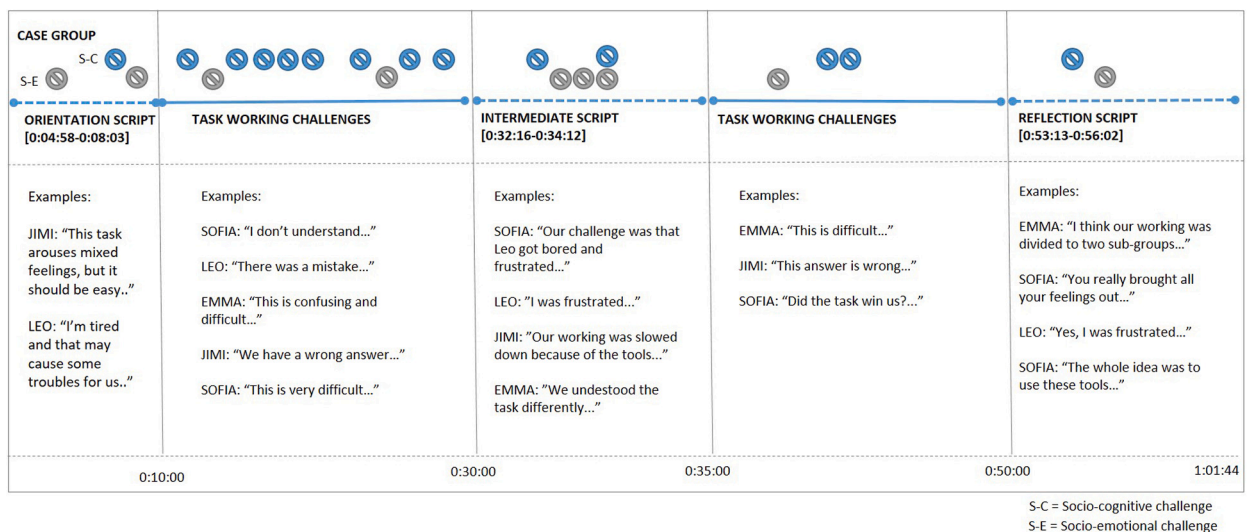 CASE GROUP
S-C
S-E
ORIENTATION SCRIPT
[0:04:58-0:08:03]
Examples:
JIMI: “This task
arouses mixed
feelings, but it
should be easy..”
LEO: “I’m tired
and that may
cause some
troubles for us..”
TASK WORKING CHALLENGES
Examples:
SOFIA: “I don’t understand…”
LEO: “There was a mistake…”
EMMA: “This is confusing and
difficult…”
JIMI: “We have a wrong answer…”
SOFIA: “This is very difficult…”
INTERMEDIATE SCRIPT
[0:32:16-0:34:12]
Examples:
SOFIA: “Our challenge was that
Leo got bored and
frustrated…”
LEO: ”I was frustrated…”
JIMI: ”Our working was slowed
down because of the tools…”
EMMA: ”We undestood the
task differently…”
TASK WORKING CHALLENGES
Examples:
EMMA: “This is difficult…”
JIMI: “This answer is wrong…”
SOFIA: “Did the task win us?…”
REFLECTION SCRIPT
[0:53:13-0:56:02]
Examples:
EMMA: “I think our working was
divided to two sub-groups…”
SOFIA: “You really brought all
your feelings out…”
LEO: “Yes, I was frustrated…”
SOFIA: “The whole idea was to
use these tools…”
0:10:00
0:30:00
0:35:00
0:50:00
1:01:44
S-C = Socio-cognitive challenge
S-E = Socio-emotional challenge